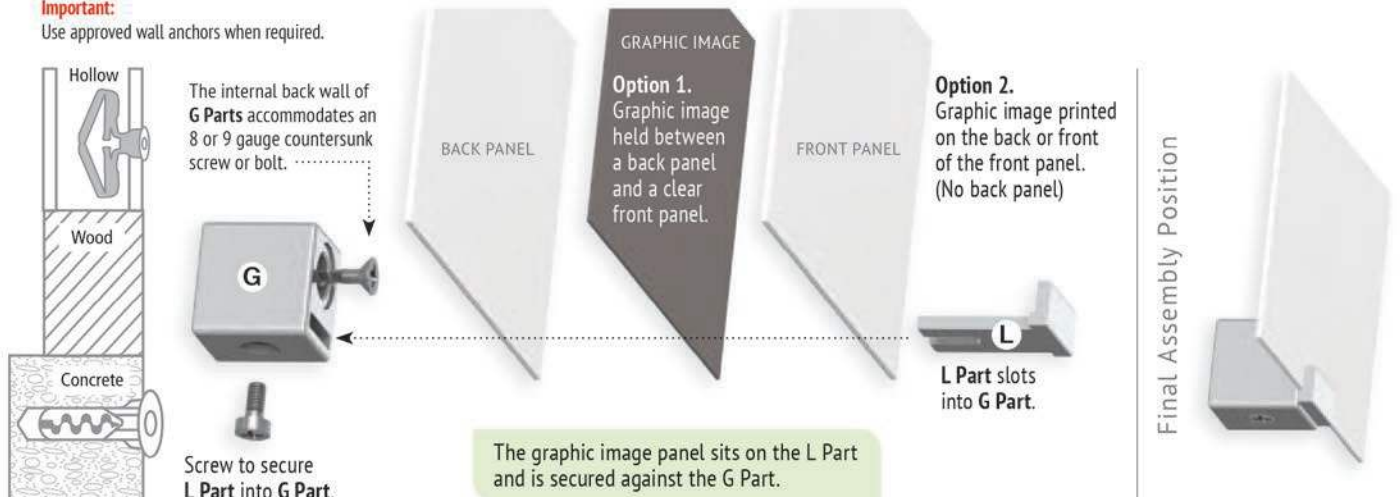 Important:
Use approved wall anchors when required.
Hollow
Wood
Concrete
The internal back wall of
G Parts accommodates an
8 or 9 gauge countersunk
screw or bolt.
G
Screw to secure
L Part into G Part.
BACK PANEL
GRAPHIC IMAGE
Option 1.
Graphic image
held between
a back panel
and a clear
front panel.
FRONT PANEL
Option 2.
Graphic image printed
on the back or front
of the front panel.
(No back panel)
L
L Part slots
into G Part.
The graphic image panel sits on the L Part
and is secured against the G Part.
Final Assembly Position